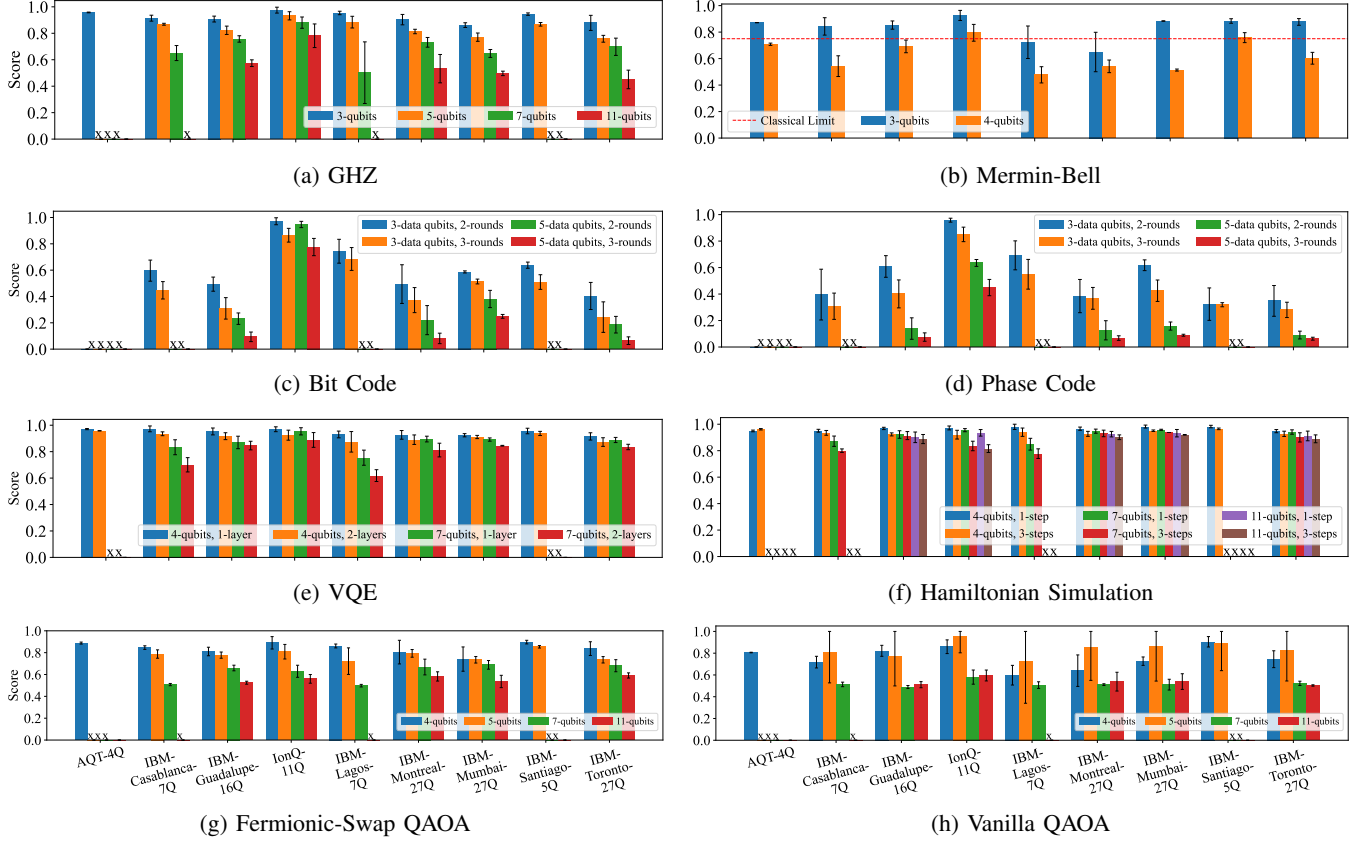 1.0
0.8
0.6
0.4
0.2
0.0
Score
X X X
X
X
X X
3-qubits 5-qubits 7-qubits 11-qubits
(a) GHZ
1.0
0.8
0.6
0.4
0.2
0.0
Classical Limit 3-qubits 4-qubits
(b) Mermin-Bell
1.0
0.8
0.6
0.4
0.2
0.0
Score
3-data qubits, 2-rounds 5-data qubits, 2-rounds
3-data qubits, 3-rounds 5-data qubits, 3-rounds
X X X X
X X
X X
X X
(c) Bit Code
1.0
0.8
0.6
0.4
0.2
0.0
3-data qubits, 2-rounds 5-data qubits, 2-rounds
3-data qubits, 3-rounds 5-data qubits, 3-rounds
X X X X
X X
X X
X X
(d) Phase Code
1.0
0.8
0.6
0.4
0.2
0.0
Score
4-qubits, 1-layer 4-qubits, 2-layers 7-qubits, 1-layer 7-qubits, 2-layers
X X
X X
(e) VQE
1.0
0.8
0.6
0.4
0.2
0.0
4-qubits, 1-step 7-qubits, 1-step 11-qubits, 1-step
4-qubits, 3-steps 7-qubits, 3-steps 11-qubits, 3-steps
X X X X
X X
X X
X X X X
(f) Hamiltonian Simulation
1.0
0.8
0.6
0.4
0.2
0.0
Score
4-qubits 5-qubits 7-qubits 11-qubits
X X X
X
X
X X
AQT-4Q
IBM-
Casablanca-
7Q
IBM-
Guadalupe-
16Q
IonQ-
11Q
IBM-
Lagos-
7Q
IBM-
Montreal-
27Q
IBM-
Mumbai-
27Q
IBM-
Santiago-
5Q
IBM-
Toronto-
27Q
(g) Fermionic-Swap QAOA
1.0
0.8
0.6
0.4
0.2
0.0
4-qubits 5-qubits 7-qubits 11-qubits
X X X
X
X
X X
AQT-4Q
IBM-
Casablanca-
7Q
IBM-
Guadalupe-
16Q
IonQ-
11Q
IBM-
Lagos-
7Q
IBM-
Montreal-
27Q
IBM-
Mumbai-
27Q
IBM-
Santiago-
5Q
IBM-
Toronto-
27Q
(h) Vanilla QAOA